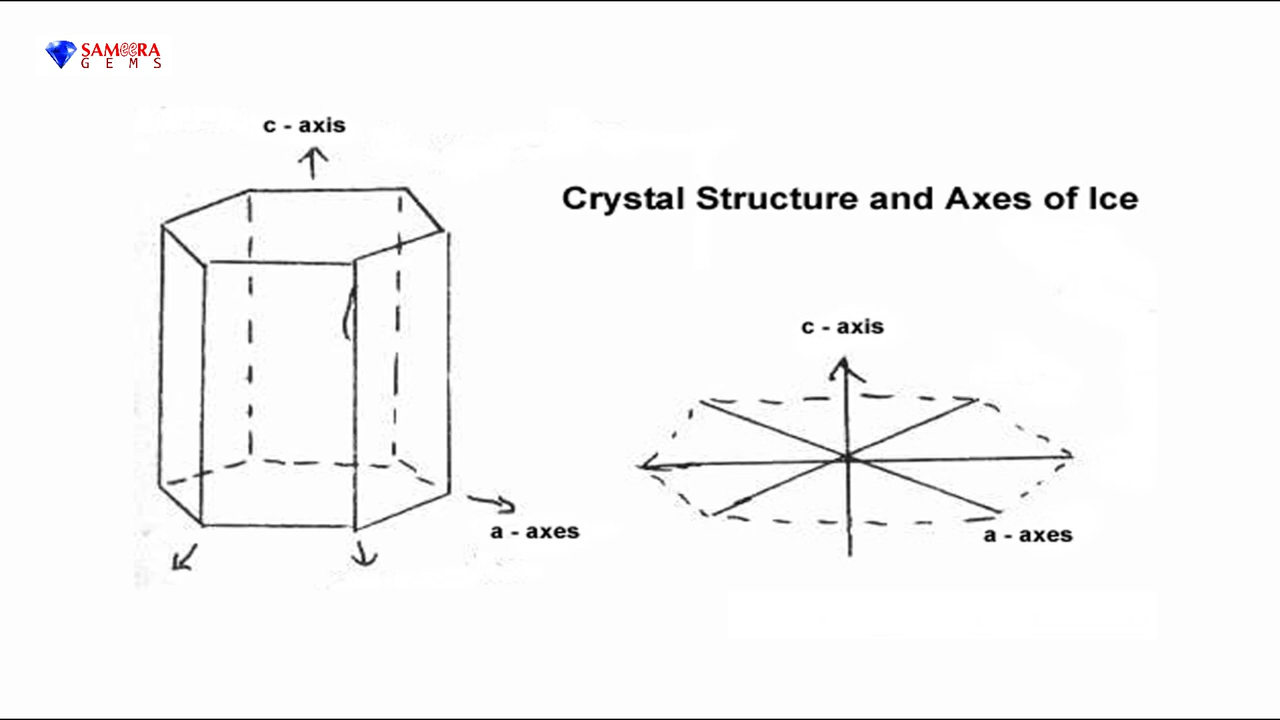 SAMEERA
GEMS
c - axis
Crystal Structure and Axes of Ice
c - axis
a - axes
a - axes